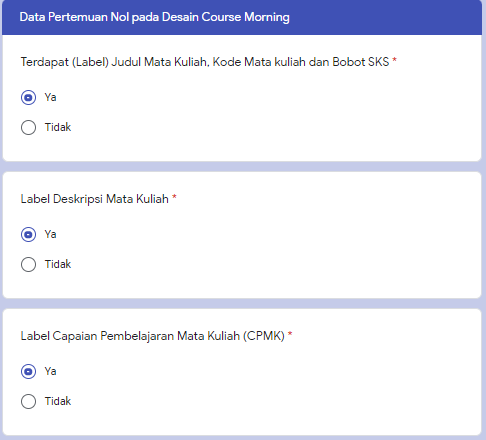 Data Pertemuan Nol pada Desain Course Morning
Terdapat (Label) Judul Mata Kuliah, Kode Mata kuliah dan Bobot SKS *
Ya
Tidak
Label Deskripsi Mata Kuliah *
Ya
Tidak
Label Capaian Pembelajaran Mata Kuliah (CPMK) *
Ya
Tidak